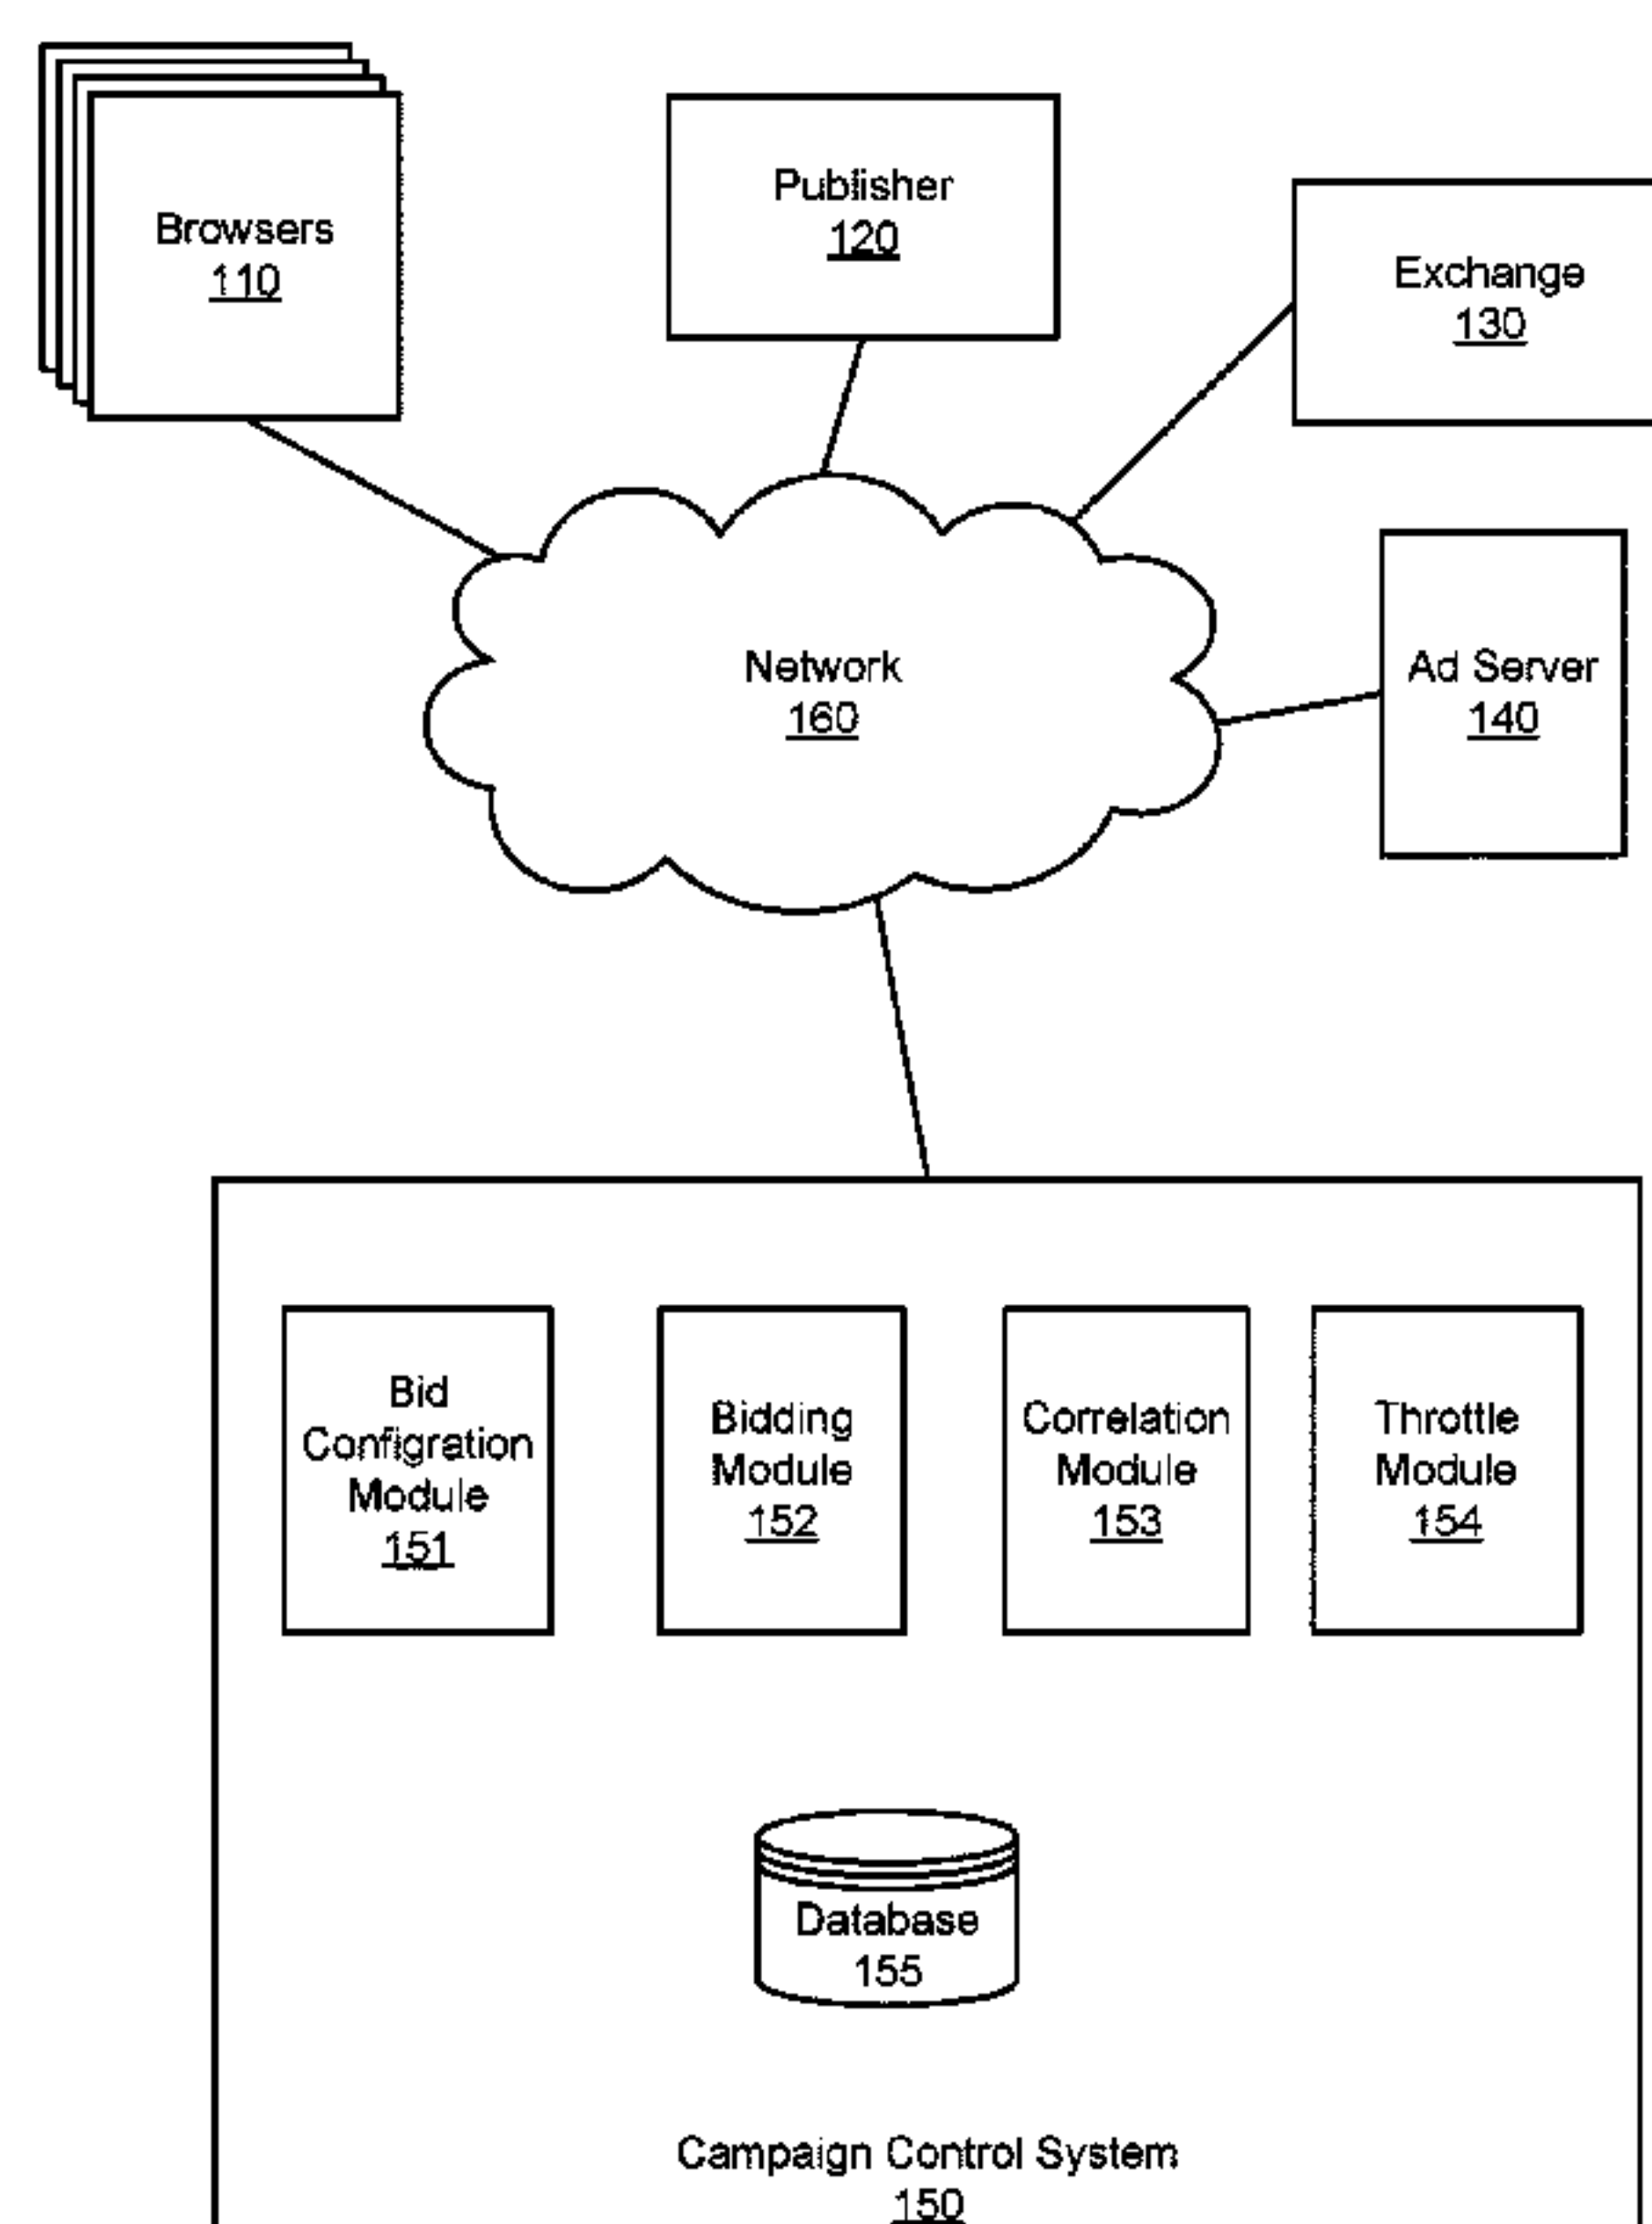 Browsers
110
Publisher
120
Exchange
130
Network
160
Ad Server
140
Bid
Configration
Module
151
Bidding
Module
152
Correlation
Module
153
Throttle
Module
154
Database
155
Campaign Control System
150